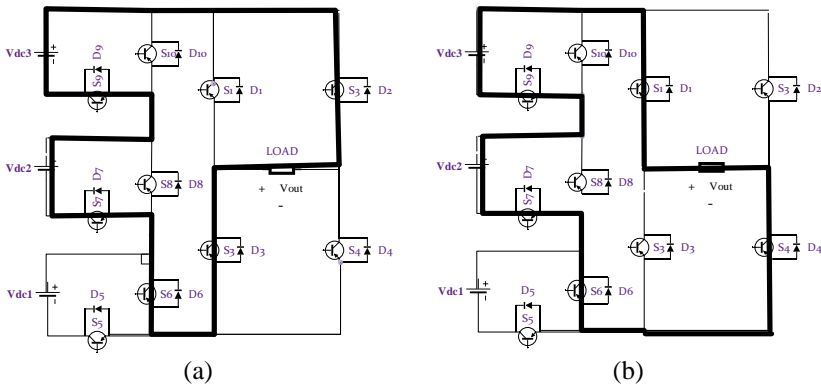 Vdc3
+
-
D9
S9
S10 D10
S1 D1
S3 D2
Vdc2
D7
S7
S8 D8
LOAD
+ Vout
-
S3 D3
S4 D4
Vdc1
+
-
D5
S5
S6 D6
(a)
Vdc3
+
-
D9
S9
S10 D10
S1 D1
S3 D2
Vdc2
D7
S7
S8 D8
LOAD
+ Vout
-
S3 D3
S4 D4
Vdc1
+
-
D5
S5
S6 D6
(b)